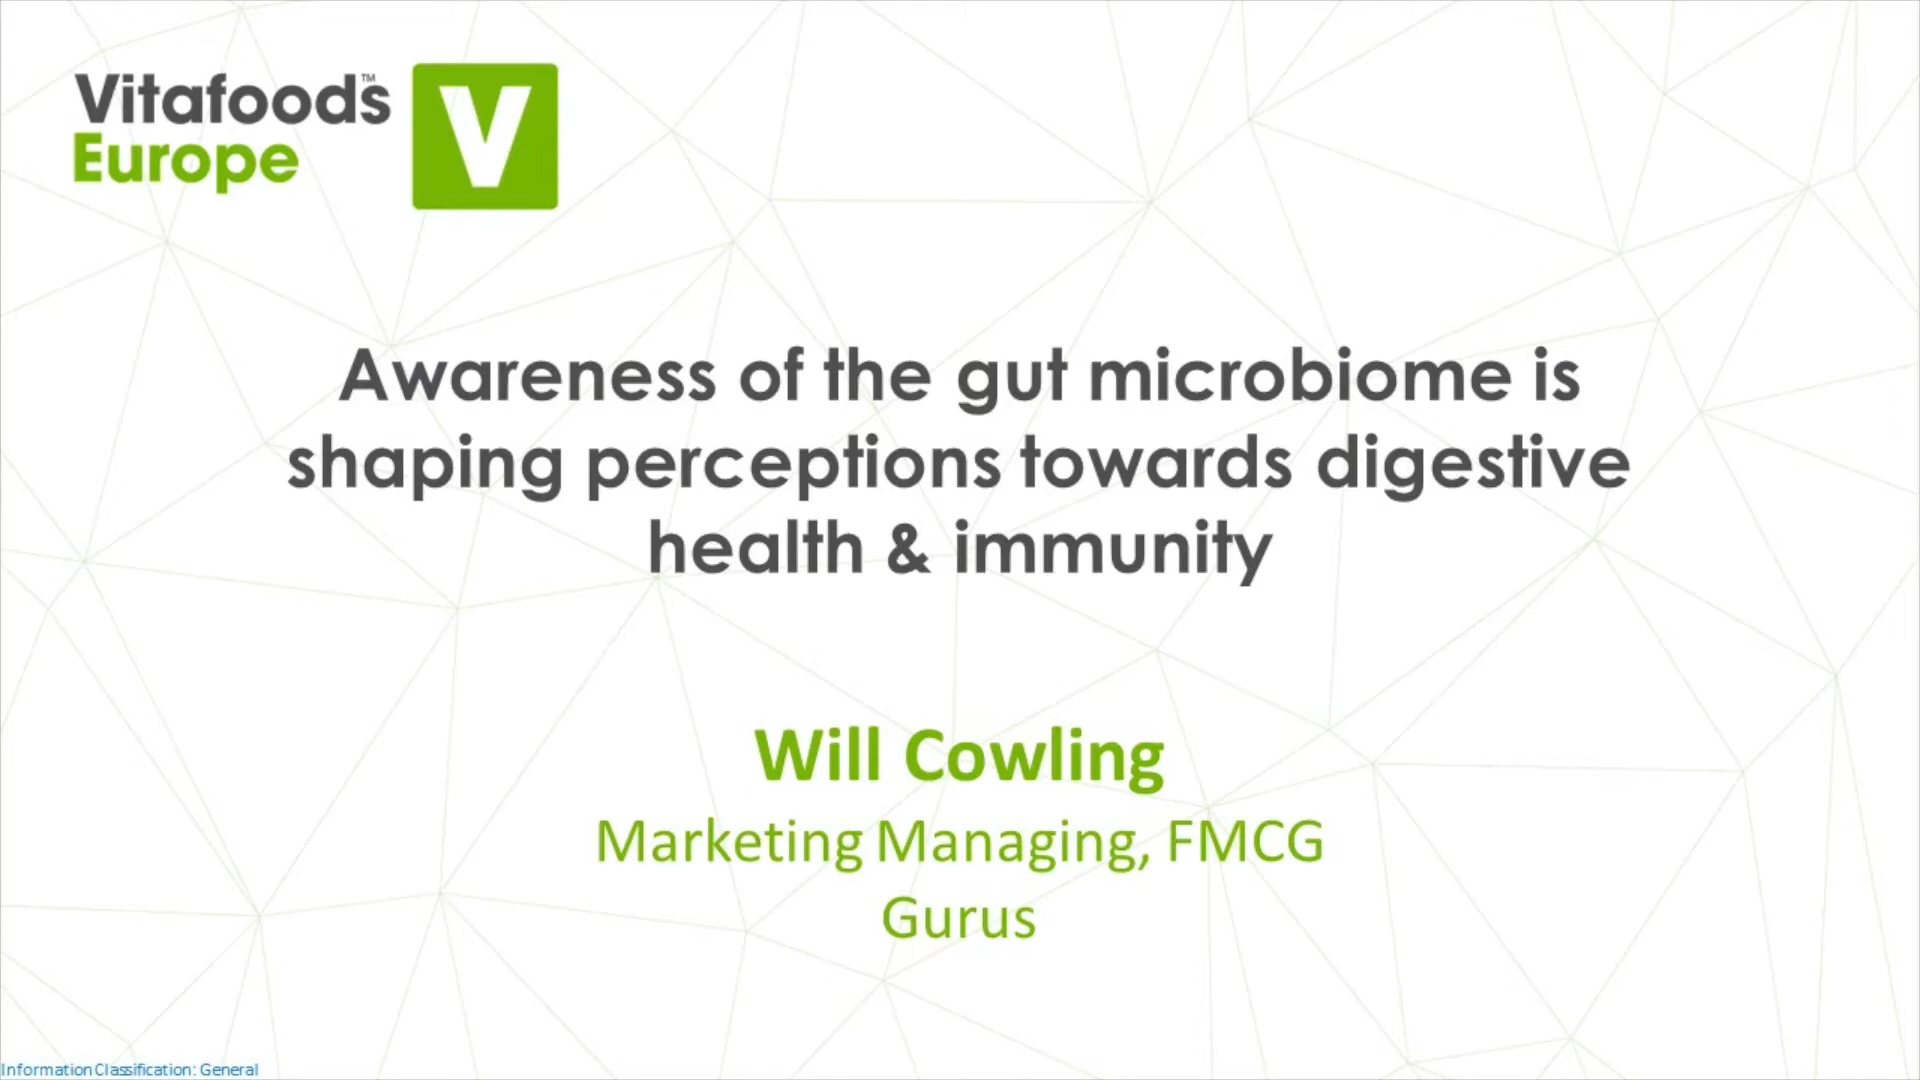 Vitafoods™
Europe
V
Awareness of the gut microbiome is
shaping perceptions towards digestive
health & immunity
Will Cowling
Marketing Managing, FMCG
Gurus
Information Classification: General